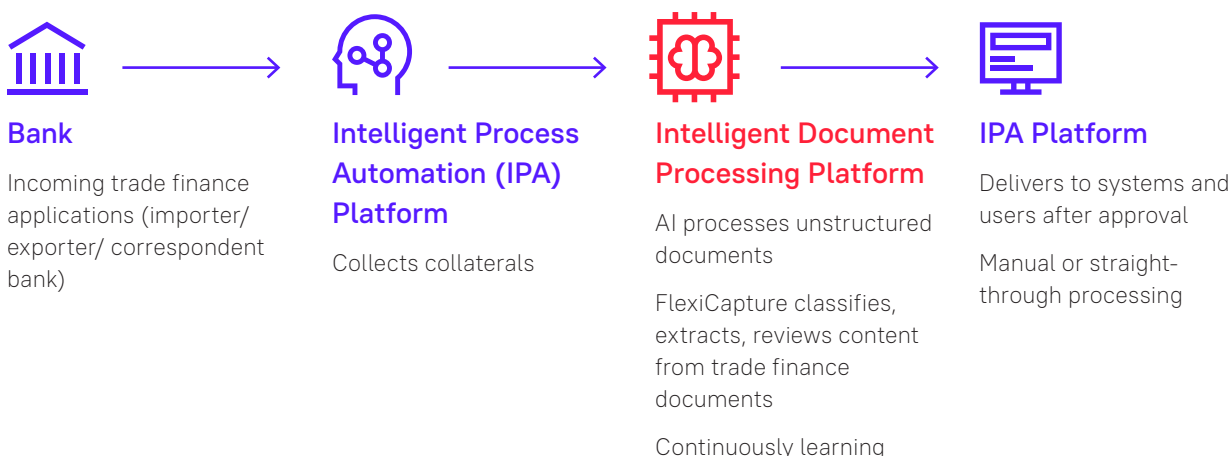 Bank
Incoming trade finance
applications (importer/
exporter/ correspondent
bank)
Intelligent Process
Automation (IPA)
Platform
Collects collaterals
Intelligent Document
Processing Platform
AI processes unstructured
documents
FlexiCapture classifies,
extracts, reviews content
from trade finance
documents
Continuously learning
IPA Platform
Delivers to systems and
users after approval
Manual or straight-
through processing